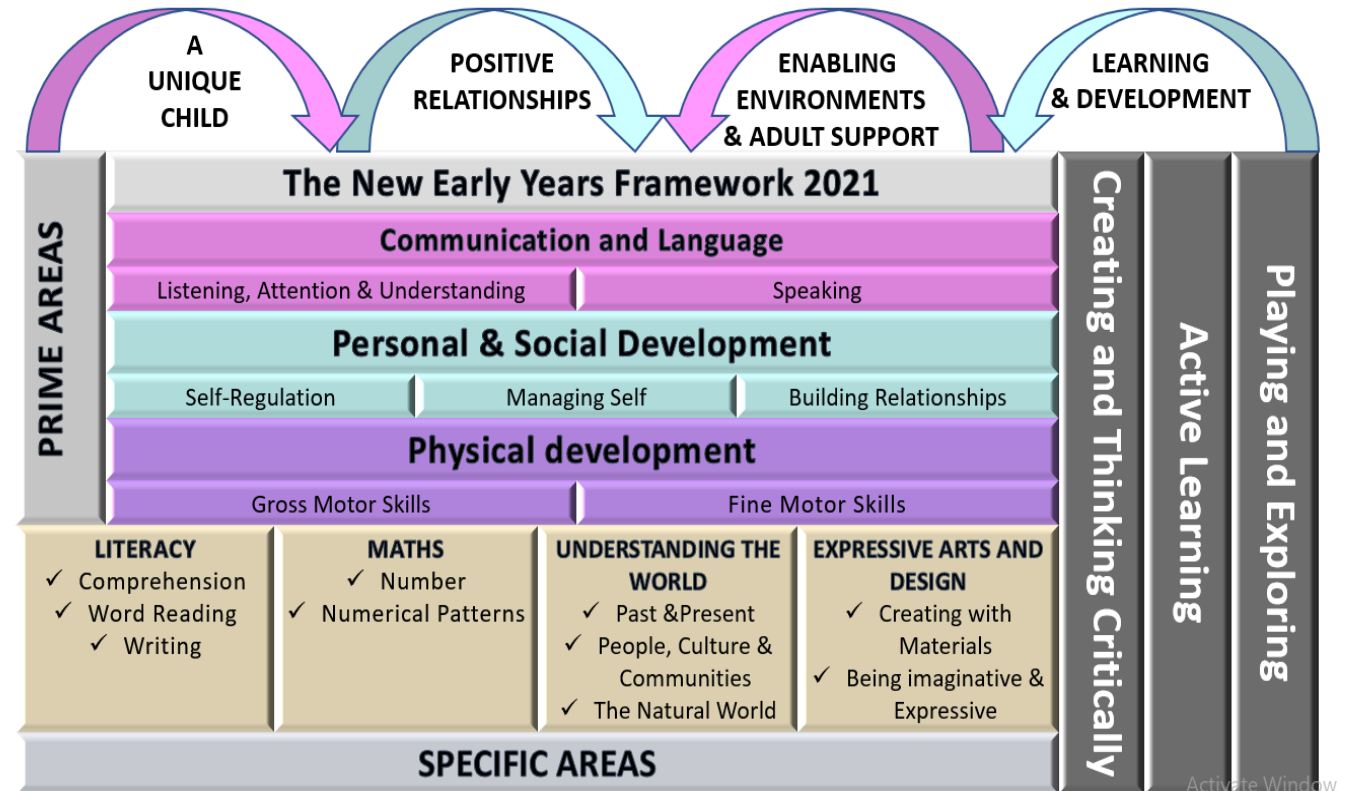 A
UNIQUE
CHILD
POSITIVE
RELATIONSHIPS
ENABLING
ENVIRONMENTS
& ADULT SUPPORT
LEARNING
& DEVELOPMENT
PRIME AREAS
The New Early Years Framework 2021
Communication and Language
Listening, Attention & Understanding
Speaking
Personal & Social Development
Self-Regulation
Managing Self
Building Relationships
Physical development
Gross Motor Skills
Fine Motor Skills
LITERACY
✓ Comprehension
✓ Word Reading
✓ Writing
MATHS
✓ Number
✓ Numerical Patterns
UNDERSTANDING THE
WORLD
✓ Past &Present
✓ People, Culture &
Communities
✓ The Natural World
EXPRESSIVE ARTS AND
DESIGN
✓ Creating with
Materials
✓ Being imaginative &
Expressive
SPECIFIC AREAS
Creating and Thinking Critically
Active Learning
Playing and Exploring
Activate Window